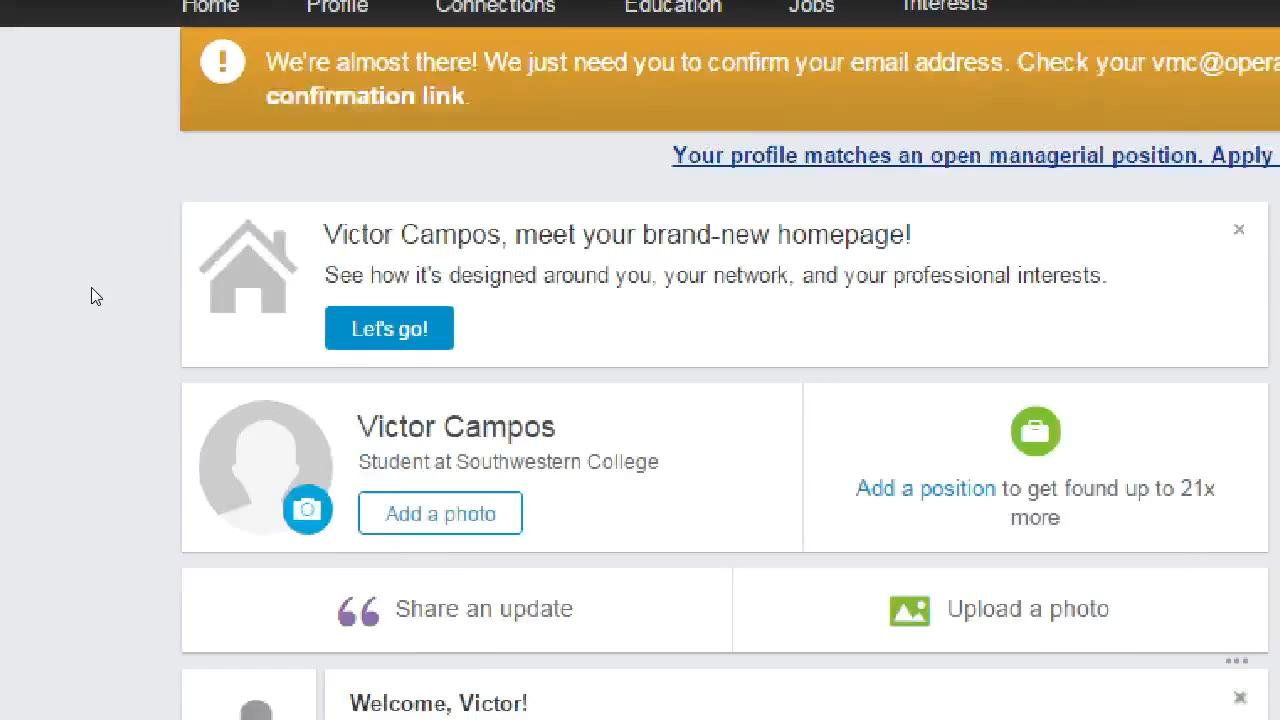 Home Profile Connections Education Jobs Interests
We're almost there! We just need you to confirm your email address. Check your vmc@opera
confirmation link.
Your profile matches an open managerial position. Apply
Victor Campos, meet your brand-new homepage!
See how it's designed around you, your network, and your professional interests.
Let's go!
Victor Campos
Student at Southwestern College
Add a photo
Add a position to get found up to 21x
more
Share an update
Upload a photo
Welcome, Victor!